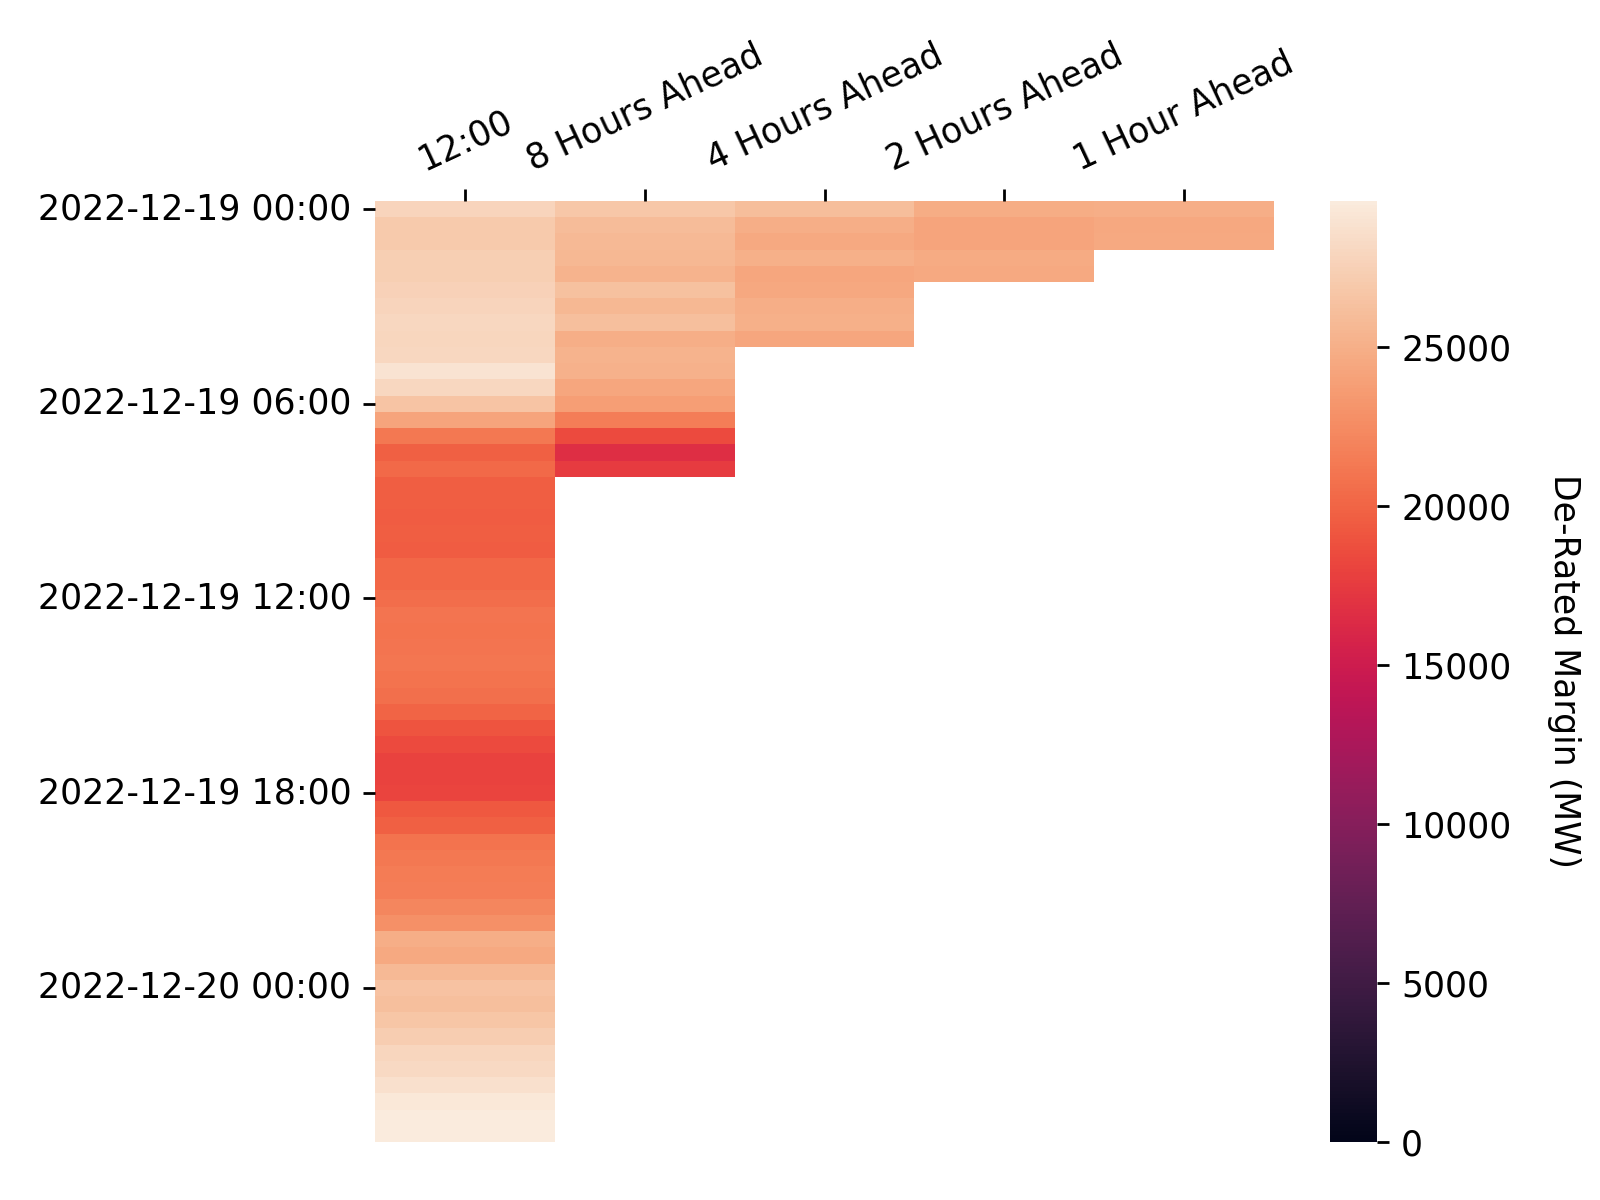 12:00
8 Hours Ahead
4 Hours Ahead
2 Hours Ahead
1 Hour Ahead
2022-12-19 00:00
2022-12-19 06:00
2022-12-19 12:00
2022-12-19 18:00
2022-12-20 00:00
25000
20000
15000
10000
5000
0
De-Rated Margin (MW)